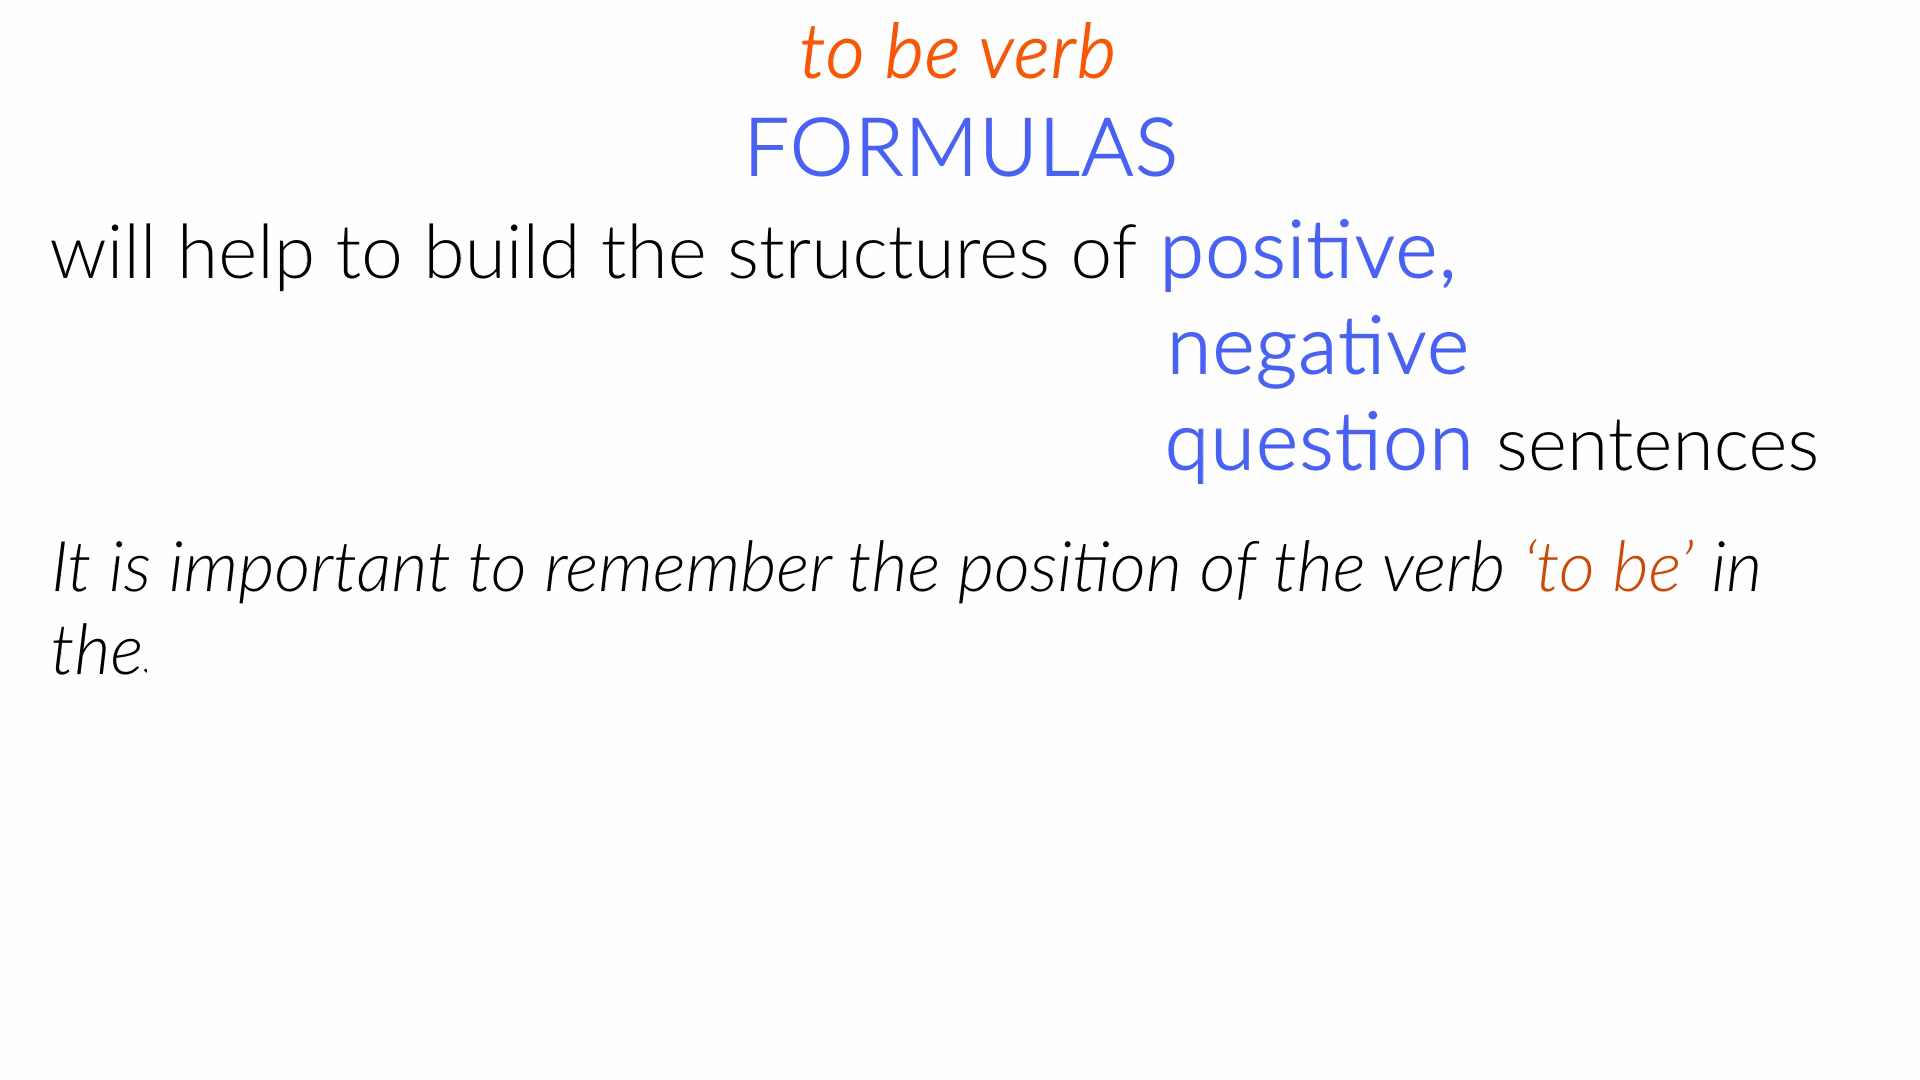 to be verb
FORMULAS
will help to build the structures of positive,
negative
question sentences
It is important to remember the position of the verb ‘to be’ in
the.